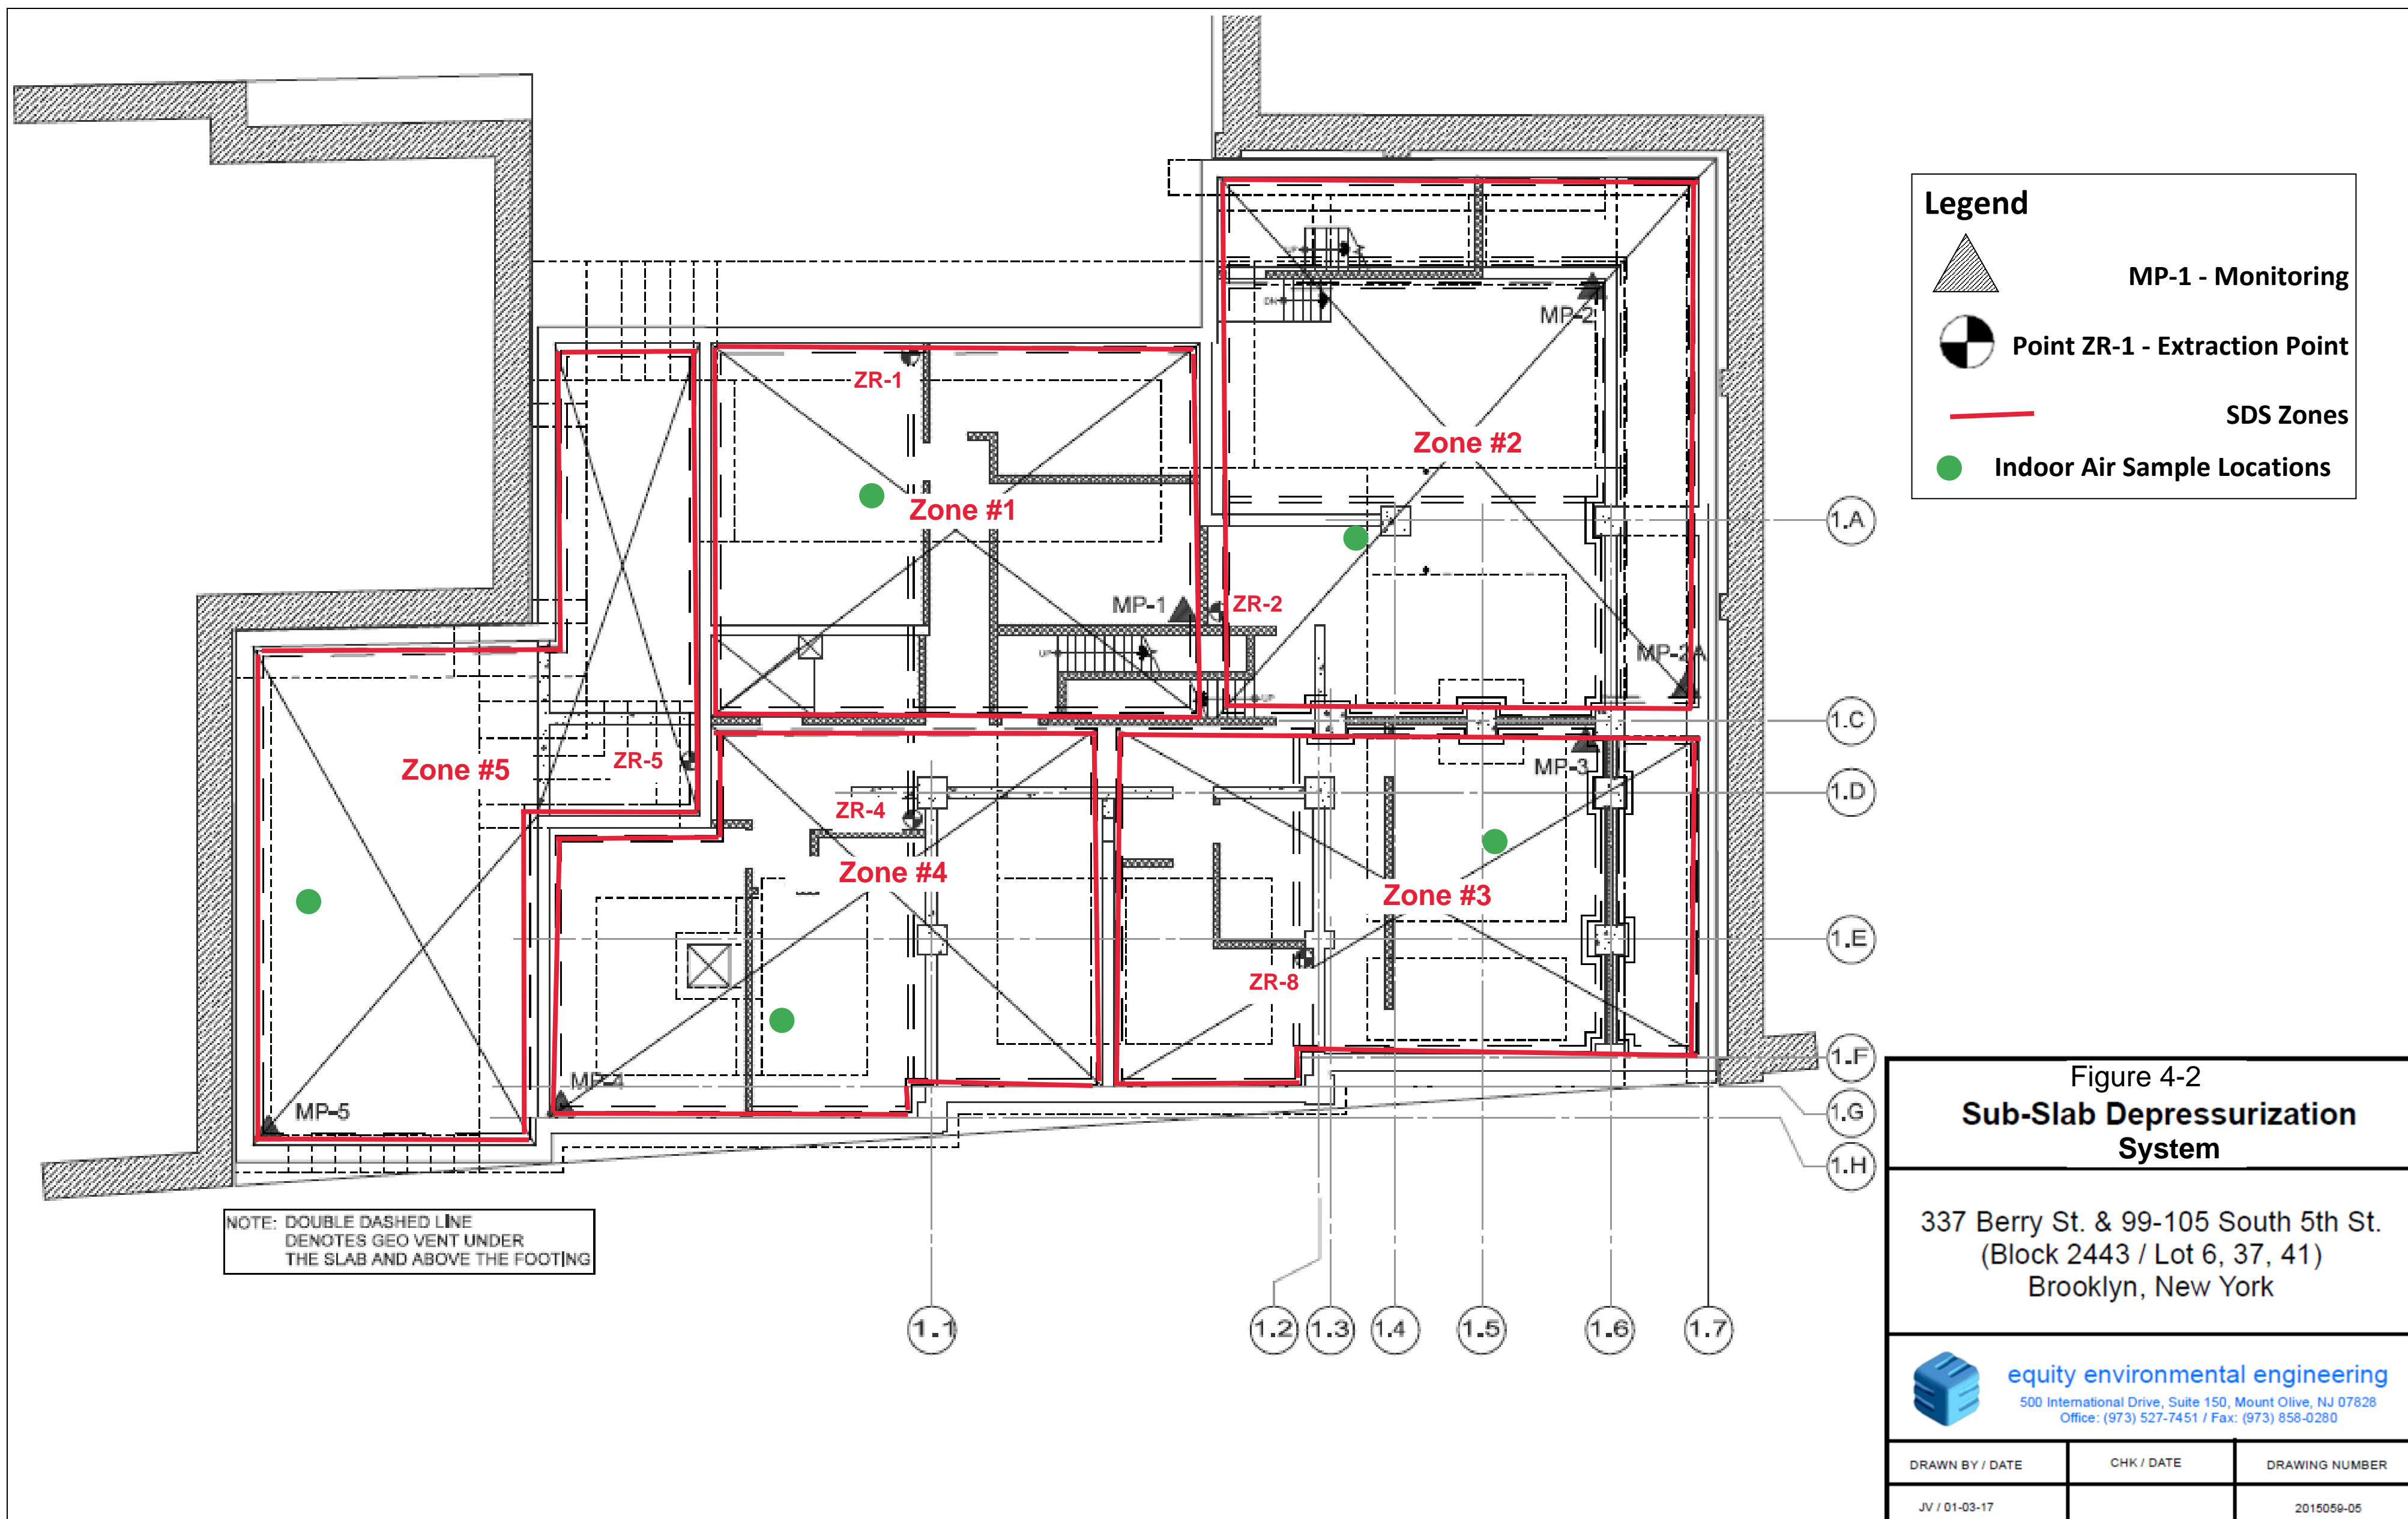 Legend
MP-1 - Monitoring
Point ZR-1 - Extraction Point
SDS Zones
Indoor Air Sample Locations
UP
DN
MP-2
ZR-1
Zone #2
Zone #1
1.A
MP-1
ZR-2
UP
MP-2A
UP
1.C
Zone #5
ZR-5
MP-3
1.D
ZR-4
Zone #4
Zone #3
1.E
ZR-8
1.F
MP-4
MP-5
1.G
1.H
NOTE: DOUBLE DASHED LINE
DENOTES GEO VENT UNDER
THE SLAB AND ABOVE THE FOOTING
1.1
1.2
1.3
1.4
1.5
1.6
1.7
Figure 4-2
Sub-Slab Depressurization
System
337 Berry St. & 99-105 South 5th St.
(Block 2443 / Lot 6, 37, 41)
Brooklyn, New York
equity environmental engineering
500 International Drive, Suite 150, Mount Olive, NJ 07828
Office: (973) 527-7451 / Fax: (973) 858-0280
DRAWN BY / DATE
CHK / DATE
DRAWING NUMBER
JV / 01-03-17
2015059-05